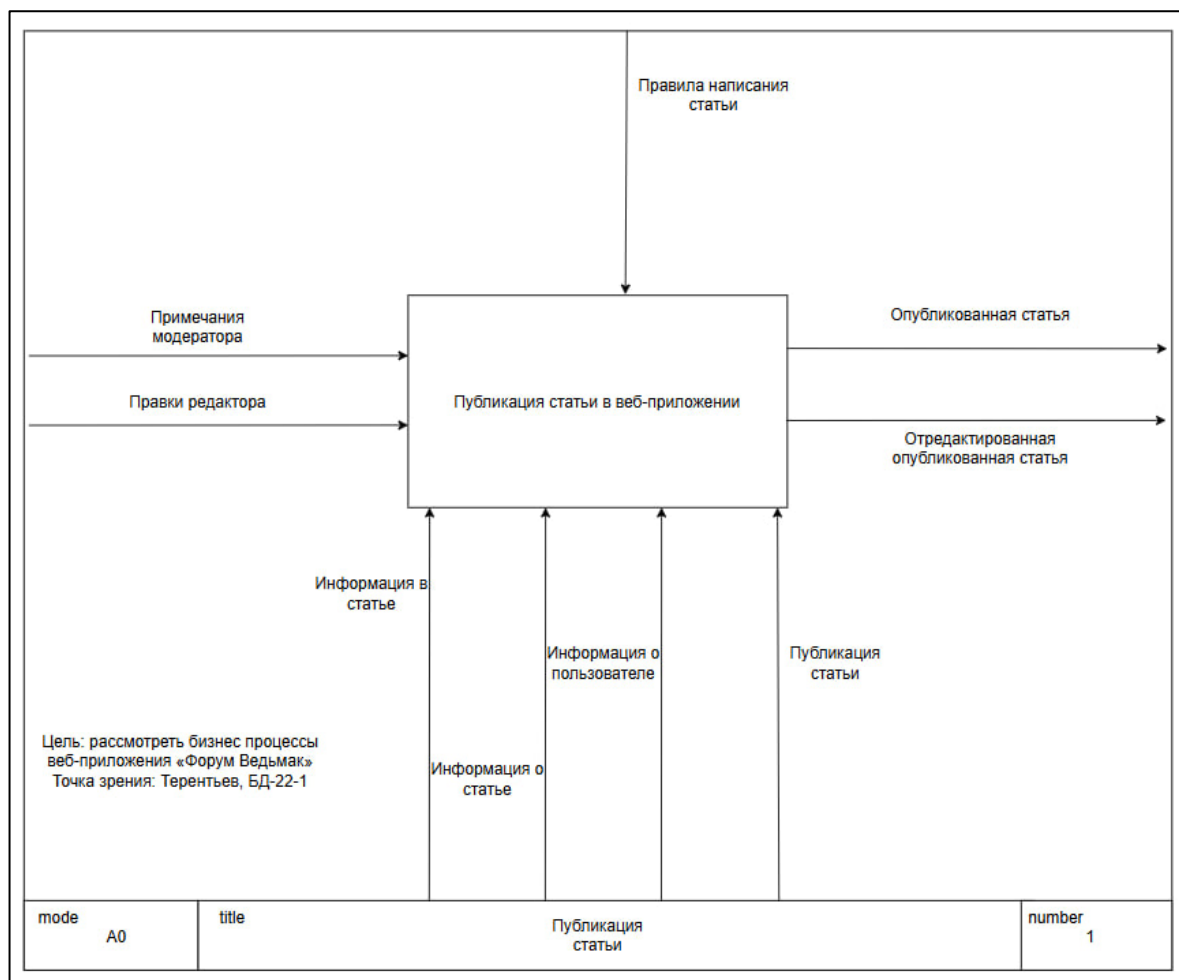 Правила написания
статьи
Примечания
модератора
Опубликованная статья
Правки редактора
Публикация статьи в веб-приложении
Отредактированная
опубликованная статья
Информация в
статье
Информация о
пользователе
Публикация
статьи
Цель: рассмотреть бизнес процессы
веб-приложения «Форум Ведьмак»
Точка зрения: Терентьев, БД-22-1
Информация о
статье
mode
A0
title
Публикация
статьи
number
1